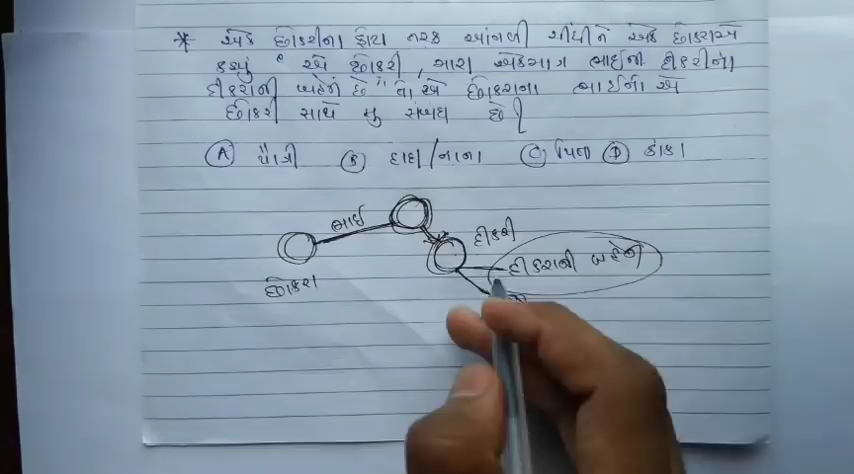 * એક છોકરીના ફોટા તરફ આંગળી ચીંધીને એક છોકરાએ
કહ્યું " એ છોકરી , મારા એકમાત્ર ભાઈની દીકરીના
દીકરાની બહેન છે " તો એ છોકરાના ભાઈનો એ
છોકરી સાથે શું સંબંધ છે ?
(A) પૌત્રી (B) દાદા/નાના (C) પિતા (D) કાકા
ભાઈ
દીકરી
દીકરાની બહેન
છોકરા